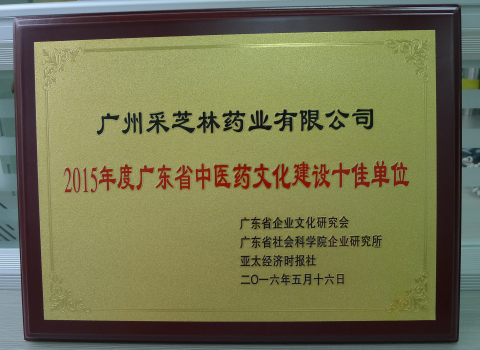 广州采芝林药业有限公司
2015年度广东省中医药文化建设十佳单位
广东省企业文化研究会
广东省社会科学院企业研究所
亚太经济时报社
二〇一六年五月十六日